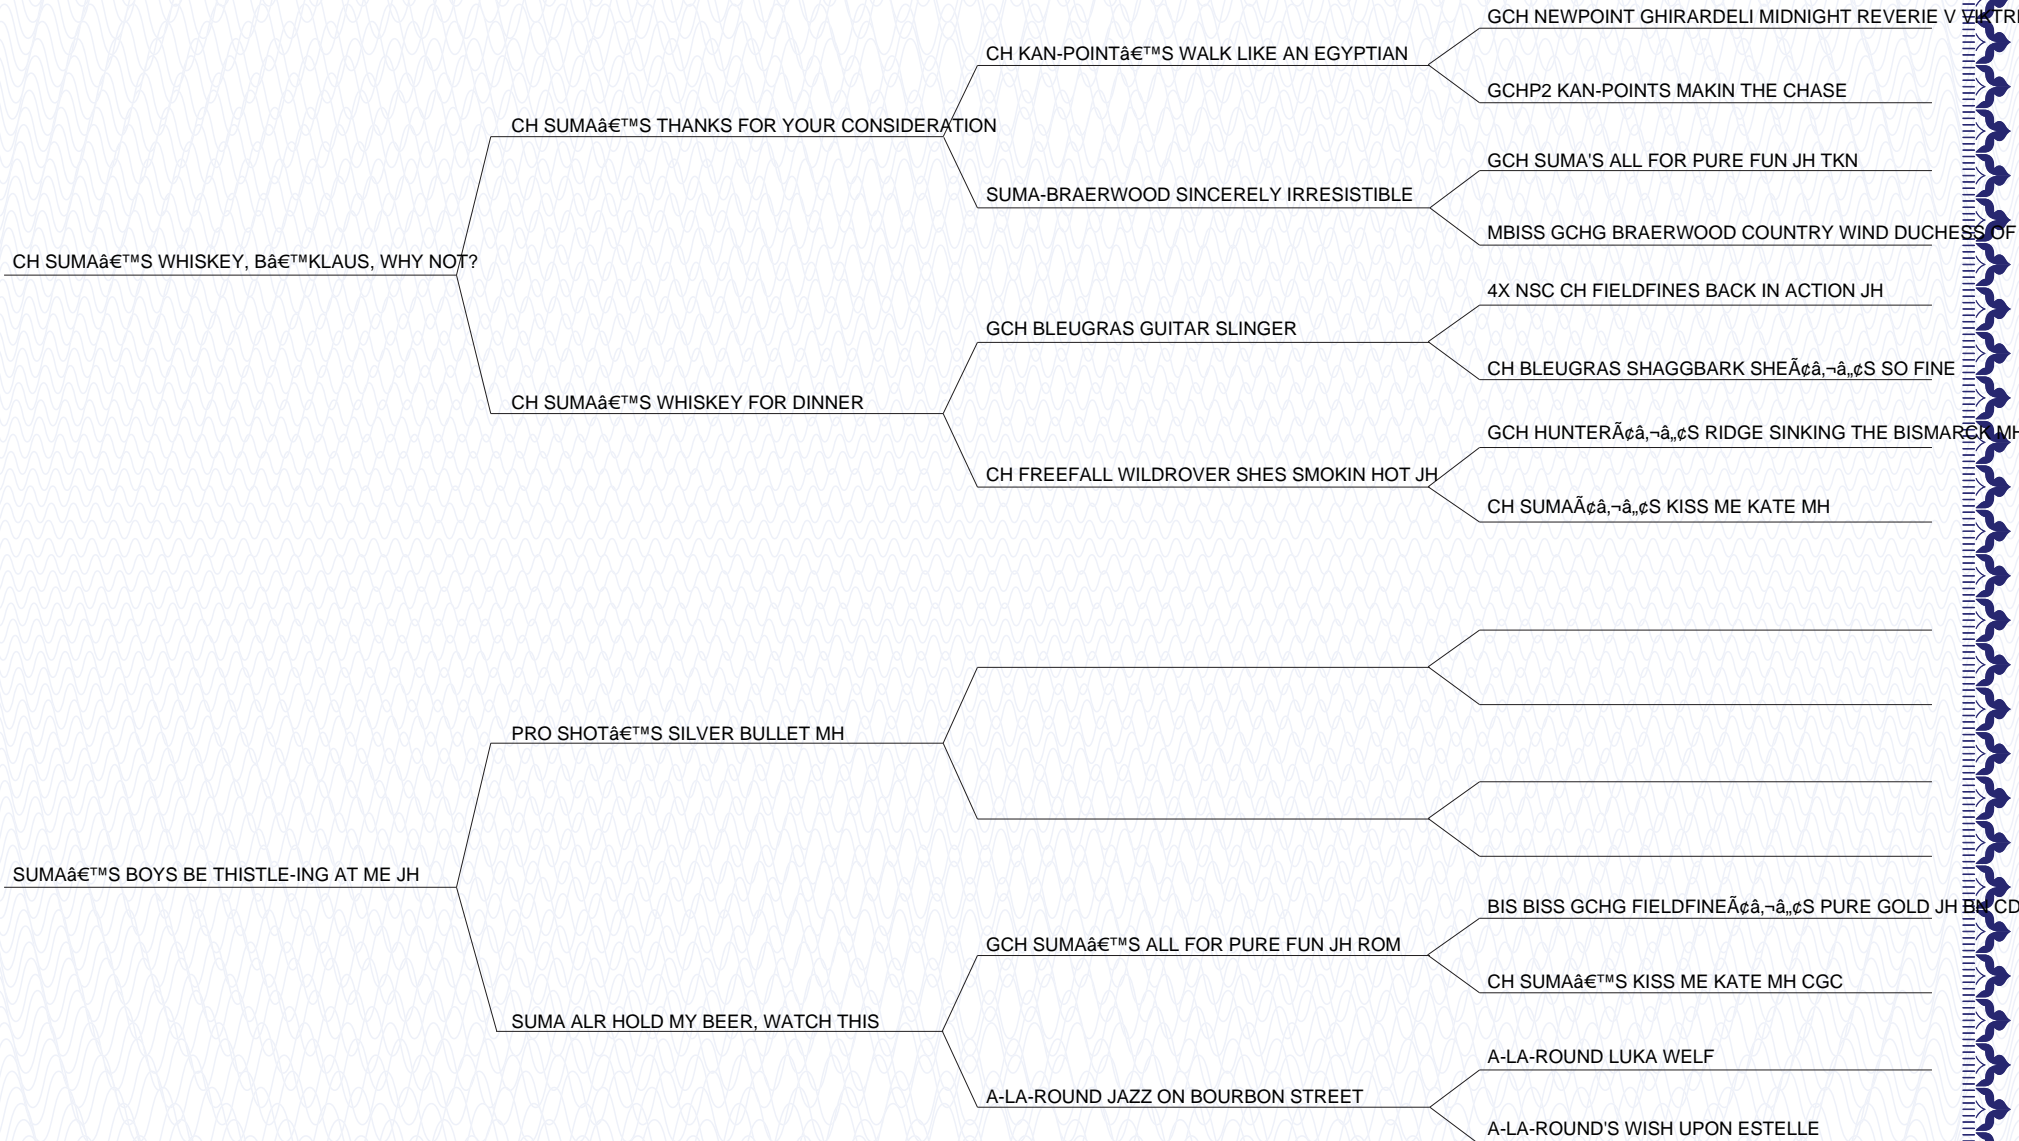 GCH NEWPOINT GHIRARDELI MIDNIGHT REVERIE V
CH KAN-POINTâ€™S WALK LIKE AN EGYPTIAN
GCHP2 KAN-POINTS MAKIN THE CHASE
CH SUMAâ€™S THANKS FOR YOUR CONSIDERATION
GCH SUMA'S ALL FOR PURE FUN JH TKN
SUMA-BRAERWOOD SINCERELY IRRESISTIBLE
MBISS GCHG BRAERWOOD COUNTRY WIND DUCHESS OF
CH SUMAâ€™S WHISKEY, Bâ€™KLAUS, WHY NOT?
4X NSC CH FIELDFINES BACK IN ACTION JH
GCH BLEUGRAS GUITAR SLINGER
CH BLEUGRAS SHAGGBARK SHEÃ¢â‚¬â„¢S SO FINE
CH SUMAâ€™S WHISKEY FOR DINNER
GCH HUNTERÃ¢â‚¬â„¢S RIDGE SINKING THE BISMARCK MH
CH FREEFALL WILDROVER SHES SMOKIN HOT JH
CH SUMAÃ¢â‚¬â„¢S KISS ME KATE MH
PRO SHOTâ€™S SILVER BULLET MH
SUMAâ€™S BOYS BE THISTLE-ING AT ME JH
BIS BISS GCHG FIELDFINEÃ¢â‚¬â„¢S PURE GOLD JH BN CD
GCH SUMAâ€™S ALL FOR PURE FUN JH ROM
CH SUMAâ€™S KISS ME KATE MH CGC
SUMA ALR HOLD MY BEER, WATCH THIS
A-LA-ROUND LUKA WELF
A-LA-ROUND JAZZ ON BOURBON STREET
A-LA-ROUND'S WISH UPON ESTELLE